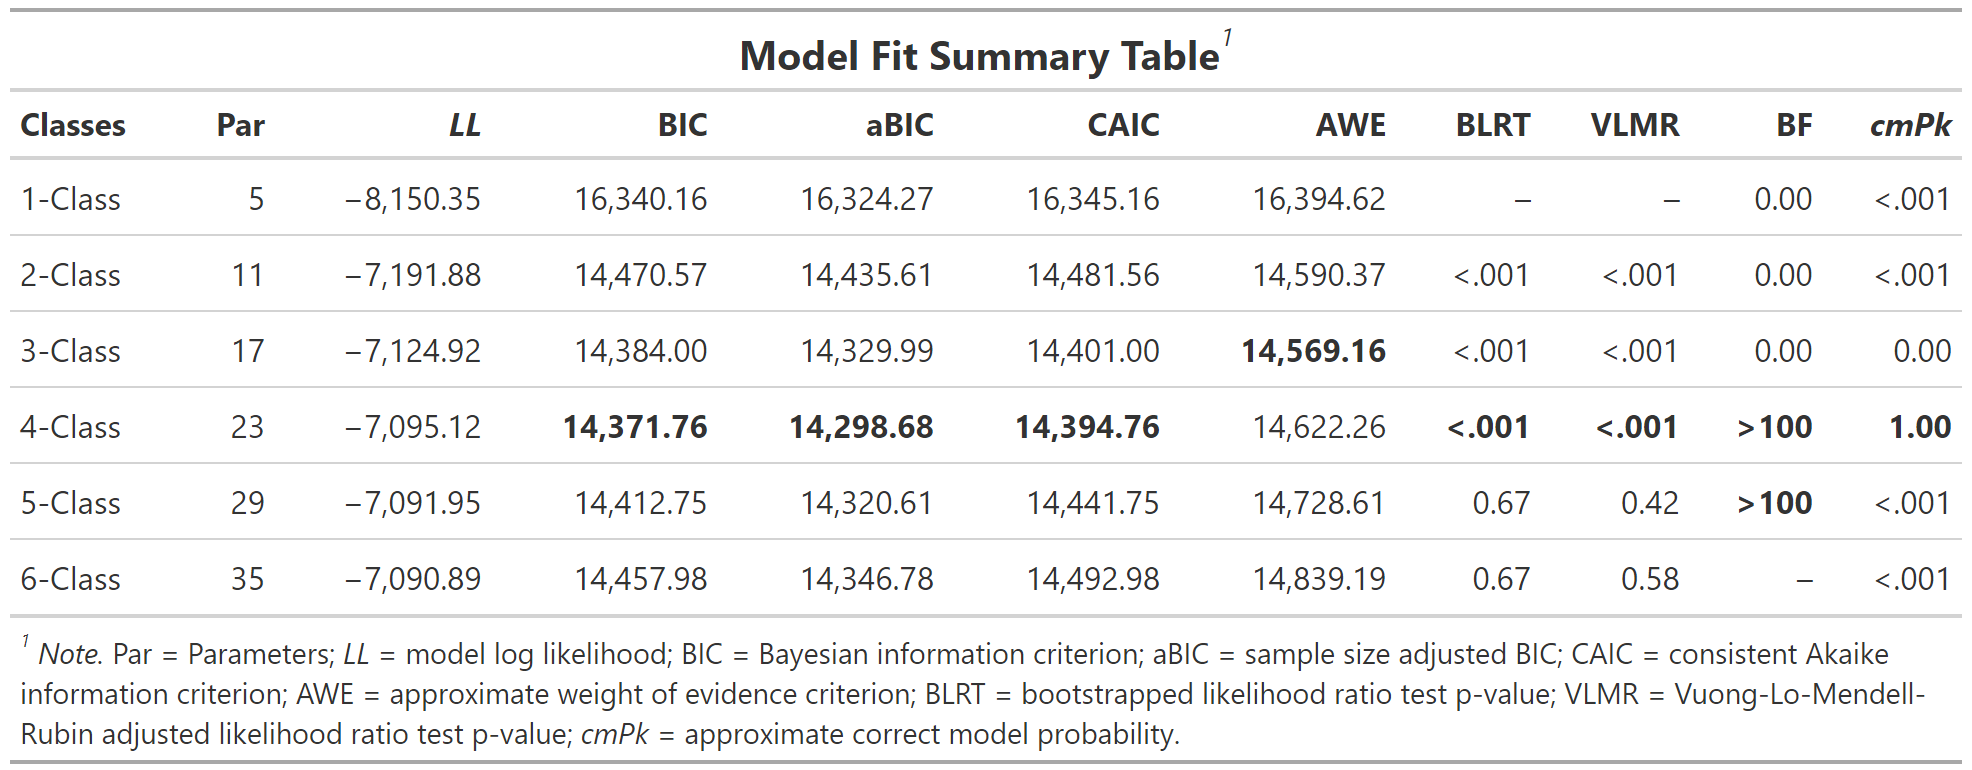 Model Fit Summary Table1
Classes Par LL BIC aBIC CAIC AWE BLRT VLMR BF cmPk
1-Class 5 −8,150.35 16,340.16 16,324.27 16,345.16 16,394.62 – – 0.00 <.001
2-Class 11 −7,191.88 14,470.57 14,435.61 14,481.56 14,590.37 <.001 <.001 0.00 <.001
3-Class 17 −7,124.92 14,384.00 14,329.99 14,401.00 14,569.16 <.001 <.001 0.00 0.00
4-Class 23 −7,095.12 14,371.76 14,298.68 14,394.76 14,622.26 <.001 <.001 >100 1.00
5-Class 29 −7,091.95 14,412.75 14,320.61 14,441.75 14,728.61 0.67 0.42 >100 <.001
6-Class 35 −7,090.89 14,457.98 14,346.78 14,492.98 14,839.19 0.67 0.58 – <.001
1 Note. Par = Parameters; LL = model log likelihood; BIC = Bayesian information criterion; aBIC = sample size adjusted BIC; CAIC = consistent Akaike
information criterion; AWE = approximate weight of evidence criterion; BLRT = bootstrapped likelihood ratio test p-value; VLMR = Vuong-Lo-Mendell-
Rubin adjusted likelihood ratio test p-value; cmPk = approximate correct model probability.